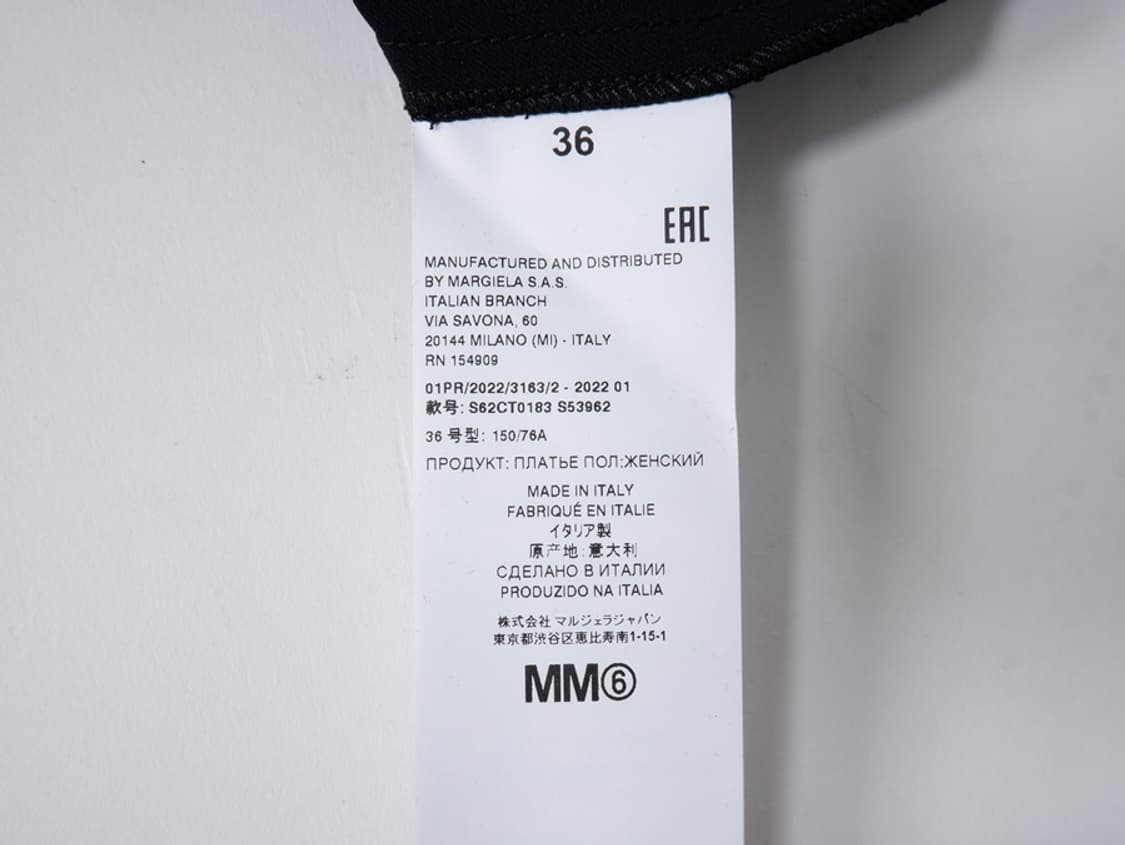 36
EAC
MANUFACTURED AND DISTRIBUTED
BY MARGIELA S.A.S.
ITALIAN BRANCH
VIA SAVONA, 60
20144 MILANO (MI) - ITALY
RN 154909
01PR/2022/3163/2 - 2022 01
款号: S62CT0183 S53962
36 号型: 150/76A
ПРОДУКТ: ПЛАТЬЕ ПОЛ:ЖЕНСКИЙ
MADE IN ITALY
FABRIQUÉ EN ITALIE
イタリア製
原产地:意大利
СДЕЛАНО В ИТАЛИИ
PRODUZIDO NA ITALIA
株式会社 マルジェラジャパン
東京都渋谷区恵比寿南1-15-1
MM⑥